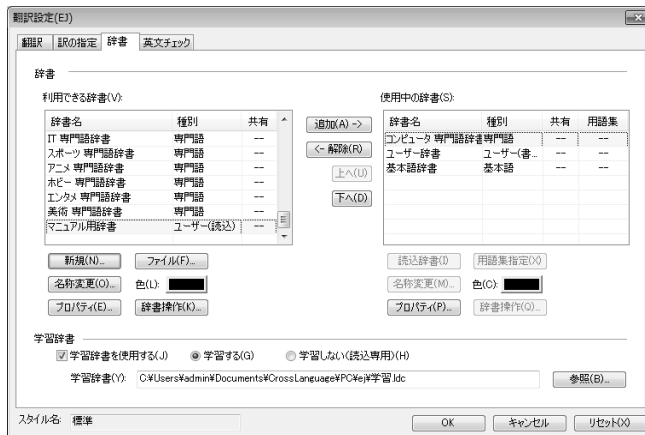 翻訳設定(EJ)
翻訳 訳の指定 辞書 英文チェック
辞書
利用できる辞書(V): 使用中の辞書(S):
辞書名 種別 共有
IT 専門語辞書 専門語 --
スポーツ 専門語辞書 専門語 --
アニメ 専門語辞書 専門語 --
ホビー 専門語辞書 専門語 --
エンタメ 専門語辞書 専門語 --
美術 専門語辞書 専門語 --
マニュアル用辞書 ユーザー(読込) --
追加(A) ->
<- 解除(R)
上へ(U)
下へ(D)
辞書名 種別 共有 用語集
コンピュータ 専門語辞書 専門語 -- --
ユーザー辞書 ユーザー(書... -- --
基本語辞書 基本語 -- --
新規(N)... ファイル(F)...
名称変更(O)... 色(L):
プロパティ(E)... 辞書操作(K)...
読込辞書(I) 用語集指定(X)
名称変更(M)... 色(C):
プロパティ(P)... 辞書操作(Q)...
学習辞書
学習辞書を使用する(J) 学習する(G) 学習しない(読込専用)(H)
学習辞書(Y): C:¥Users¥admin¥Documents¥CrossLanguage¥PC¥ej¥学習.ldc 参照(B)...
スタイル名: 標準 OK キャンセル リセット(X)